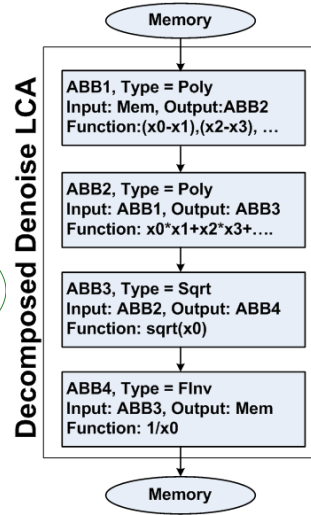 Memory
Decomposed Denoise LCA
ABB1, Type = Poly
Input: Mem, Output:ABB2
Function:(x0-x1),(x2-x3), ...
ABB2, Type = Poly
Input: ABB1, Output: ABB3
Function: x0*x1+x2*x3+....
ABB3, Type = Sqrt
Input: ABB2, Output: ABB4
Function: sqrt(x0)
ABB4, Type = FInv
Input: ABB3, Output: Mem
Function: 1/x0
Memory